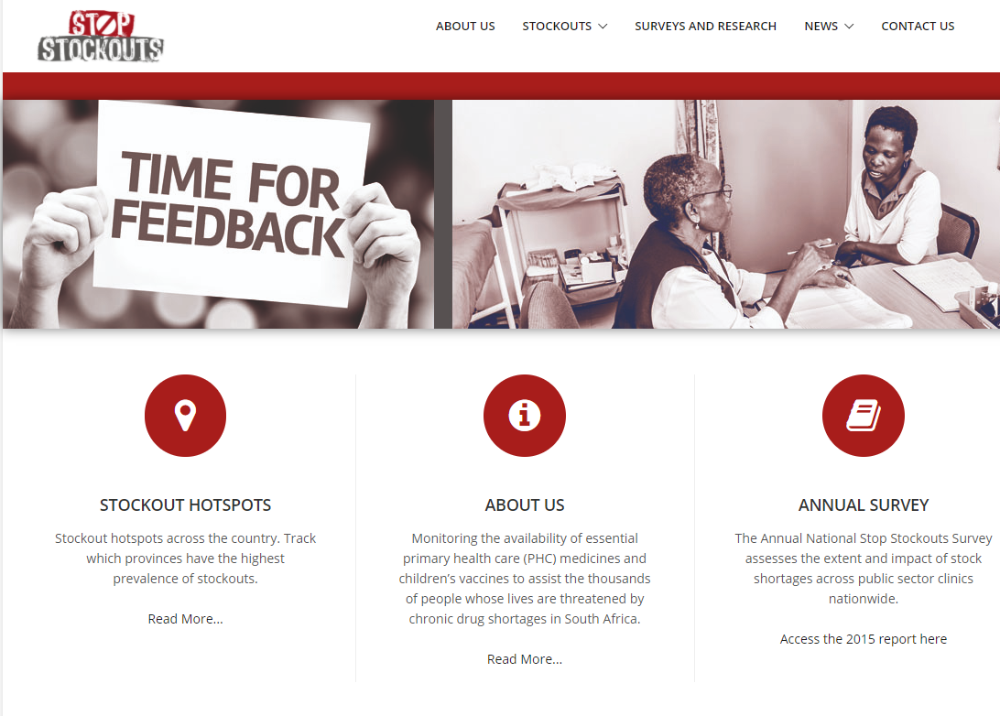 STOP
STOCKOUTS
ABOUT US
STOCKOUTS
SURVEYS AND RESEARCH
NEWS
CONTACT US
TIME FOR
FEEDBACK
STOCKOUT HOTSPOTS
Stockout hotspots across the country. Track
which provinces have the highest
prevalence of stockouts.
Read More...
ABOUT US
Monitoring the availability of essential
primary health care (PHC) medicines and
children’s vaccines to assist the thousands
of people whose lives are threatened by
chronic drug shortages in South Africa.
Read More...
ANNUAL SURVEY
The Annual National Stop Stockouts Survey
assesses the extent and impact of stock
shortages across public sector clinics
nationwide.
Access the 2015 report here